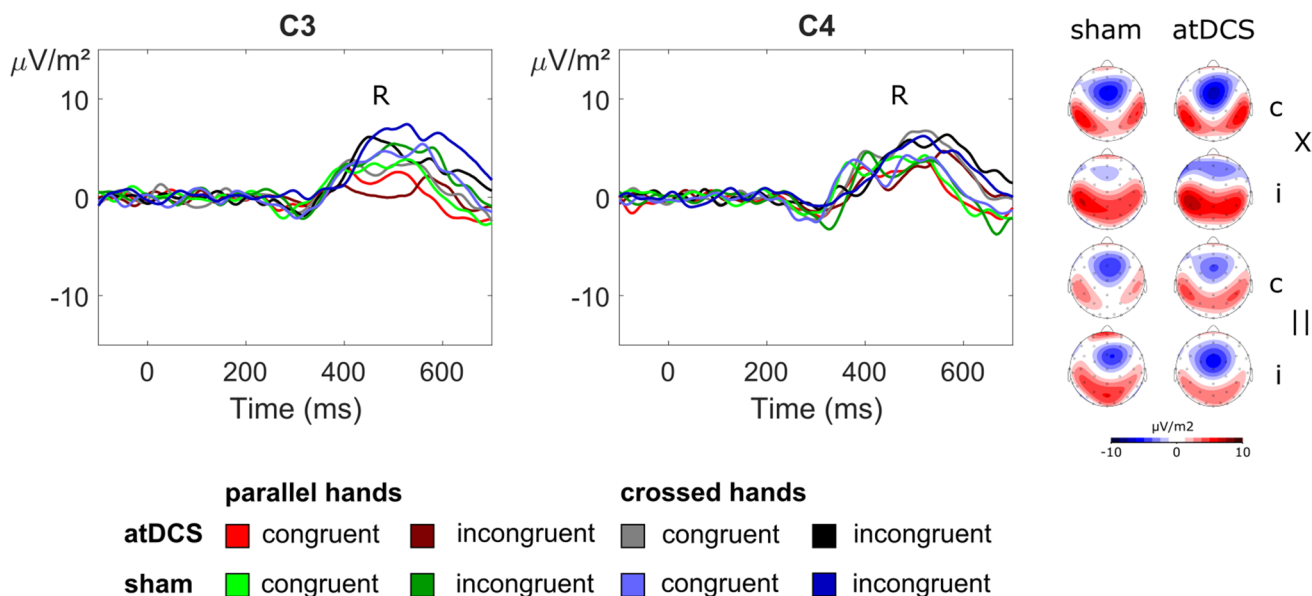 C3
μV/m²
10
0
-10
R
0 200 400 600
Time (ms)
C4
μV/m²
10
0
-10
R
0 200 400 600
Time (ms)
sham atDCS
c
X
i
c
||
i
μV/m2
-10 0 10
parallel hands crossed hands
atDCS congruent incongruent congruent incongruent
sham congruent incongruent congruent incongruent